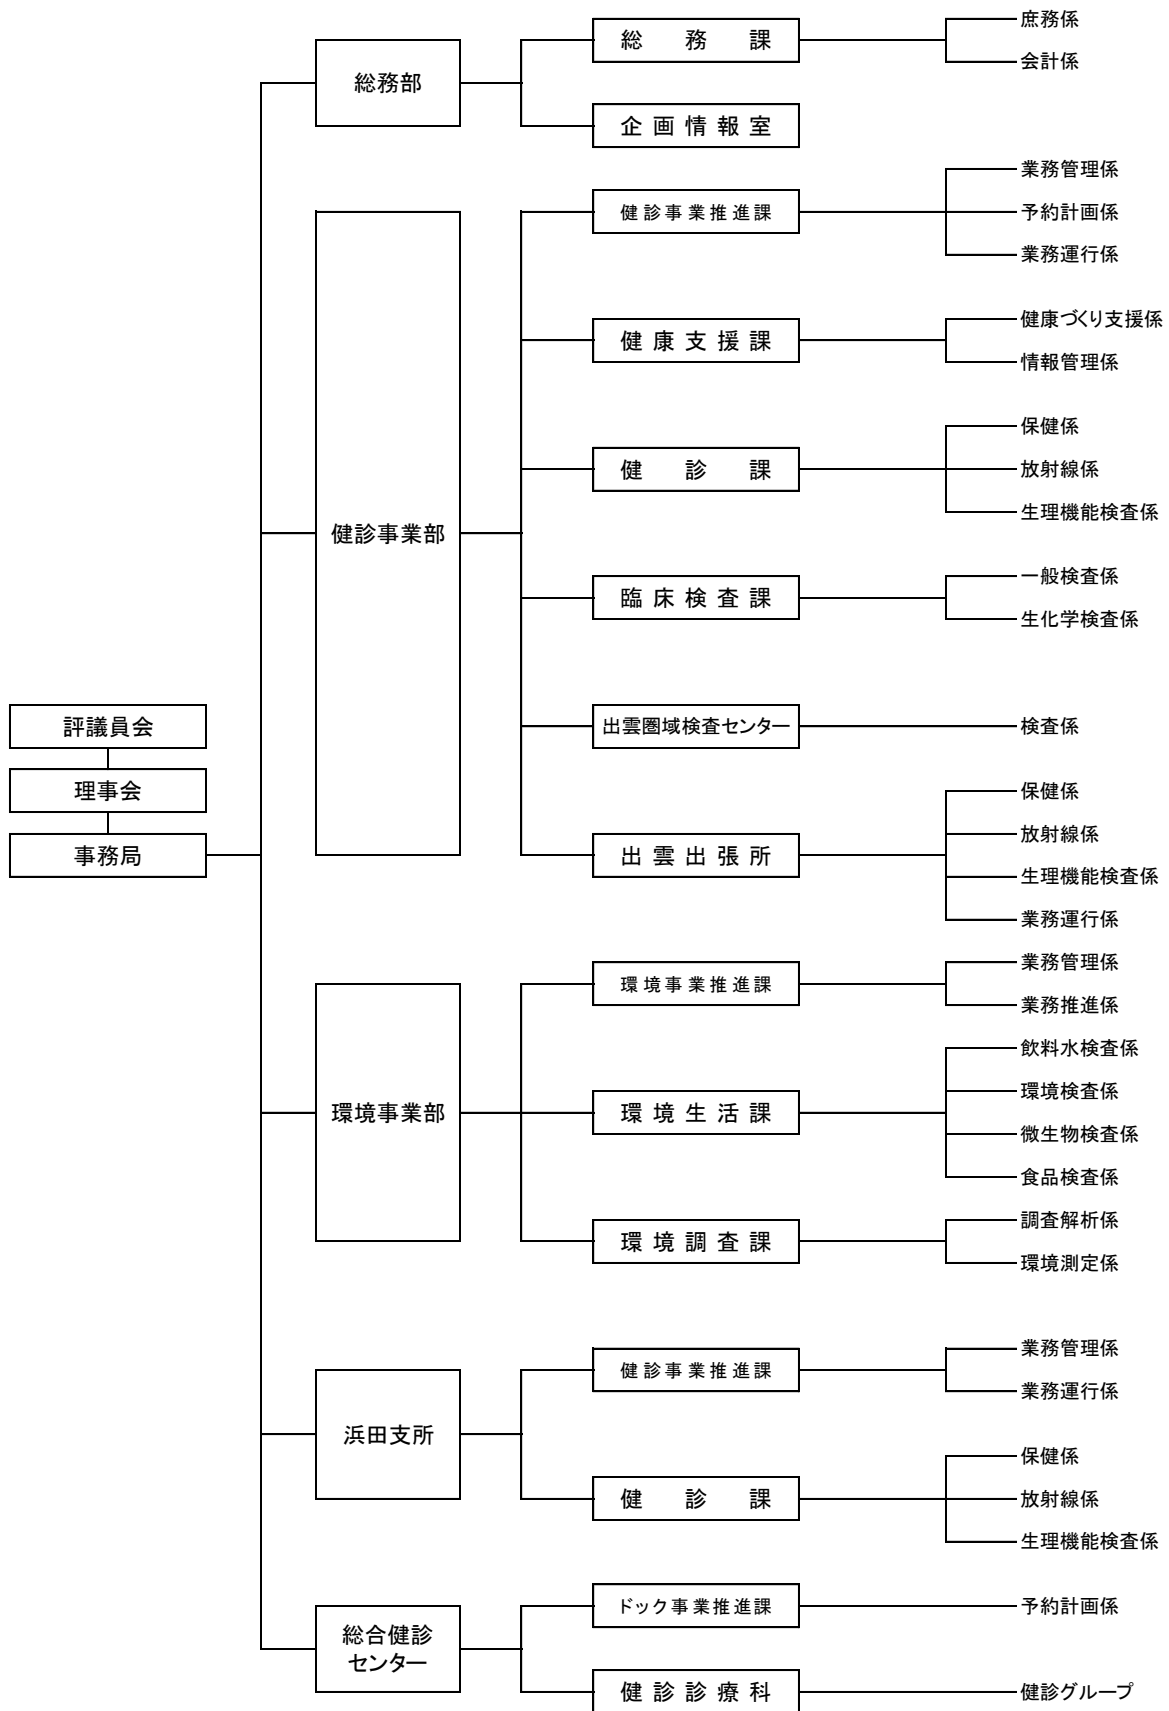 評議員会
理事会
事務局
総務部
総務課
庶務係
会計係
企画情報室
健診事業部
健診事業推進課
業務管理係
予約計画係
業務運行係
健康支援課
健康づくり支援係
情報管理係
健診課
保健係
放射線係
生理機能検査係
臨床検査課
一般検査係
生化学検査係
出雲圏域検査センター
検査係
出雲出張所
保健係
放射線係
生理機能検査係
業務運行係
環境事業部
環境事業推進課
業務管理係
業務推進係
環境生活課
飲料水検査係
環境検査係
微生物検査係
食品検査係
環境調査課
調査解析係
環境測定係
浜田支所
健診事業推進課
業務管理係
業務運行係
健診課
保健係
放射線係
生理機能検査係
総合健診
センター
ドック事業推進課
予約計画係
健診診療科
健診グループ